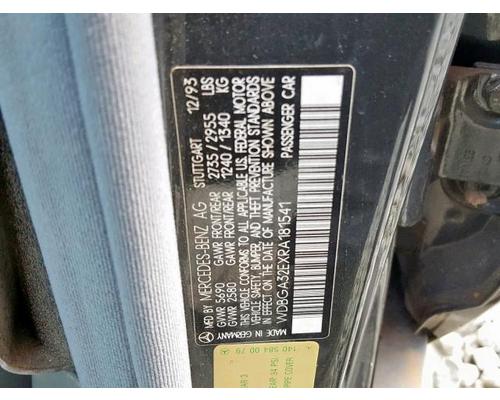 MERCEDES-BENZ AG STUTTGART 12/93
GVWR 5690 GAWR FRONT/REAR 2735/2955 LBS
GVWR 2580 GAWR FRONT/REAR 1240/1340 KG
THIS VEHICLE CONFORMS TO ALL APPLICABLE U.S. FEDERAL MOTOR
VEHICLE SAFETY, BUMPER, AND THEFT PREVENTION STANDARDS
IN EFFECT ON THE DATE OF MANUFACTURE SHOWN ABOVE
MADE IN GERMANY
WDBGA32EXRA181541 PASSENGER CAR
140 584 00 79